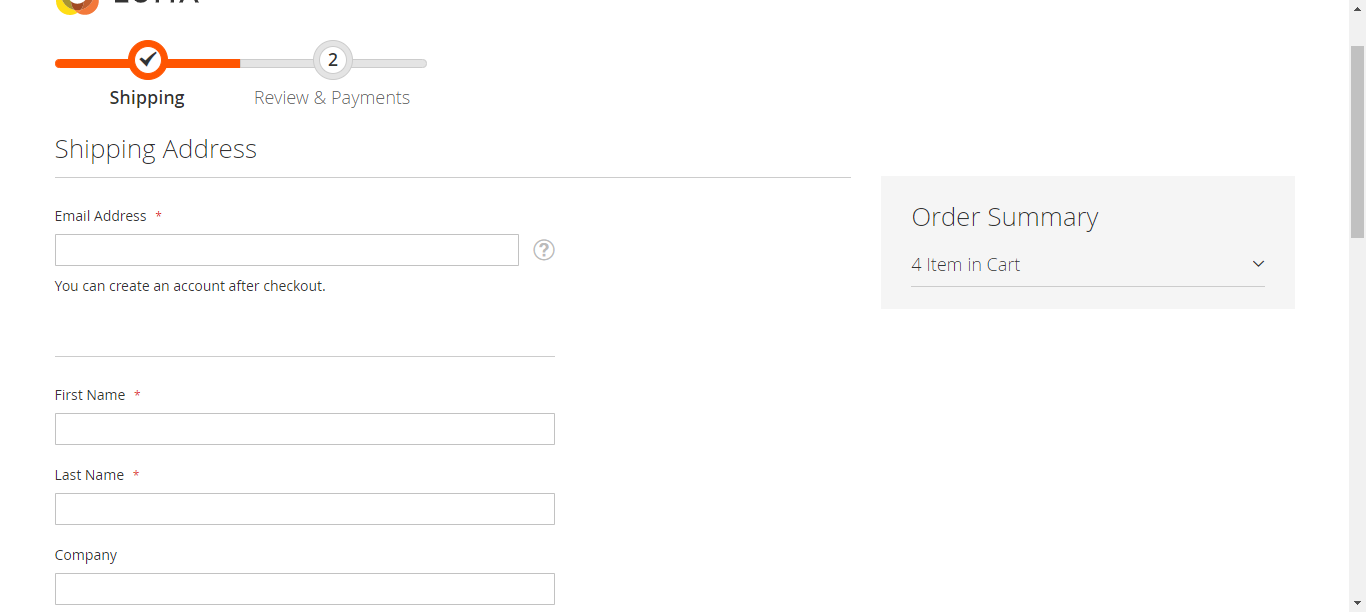 2
Shipping
Review & Payments
Shipping Address
Email Address *
?
You can create an account after checkout.
First Name *
Last Name *
Company
Order Summary
4 Item in Cart